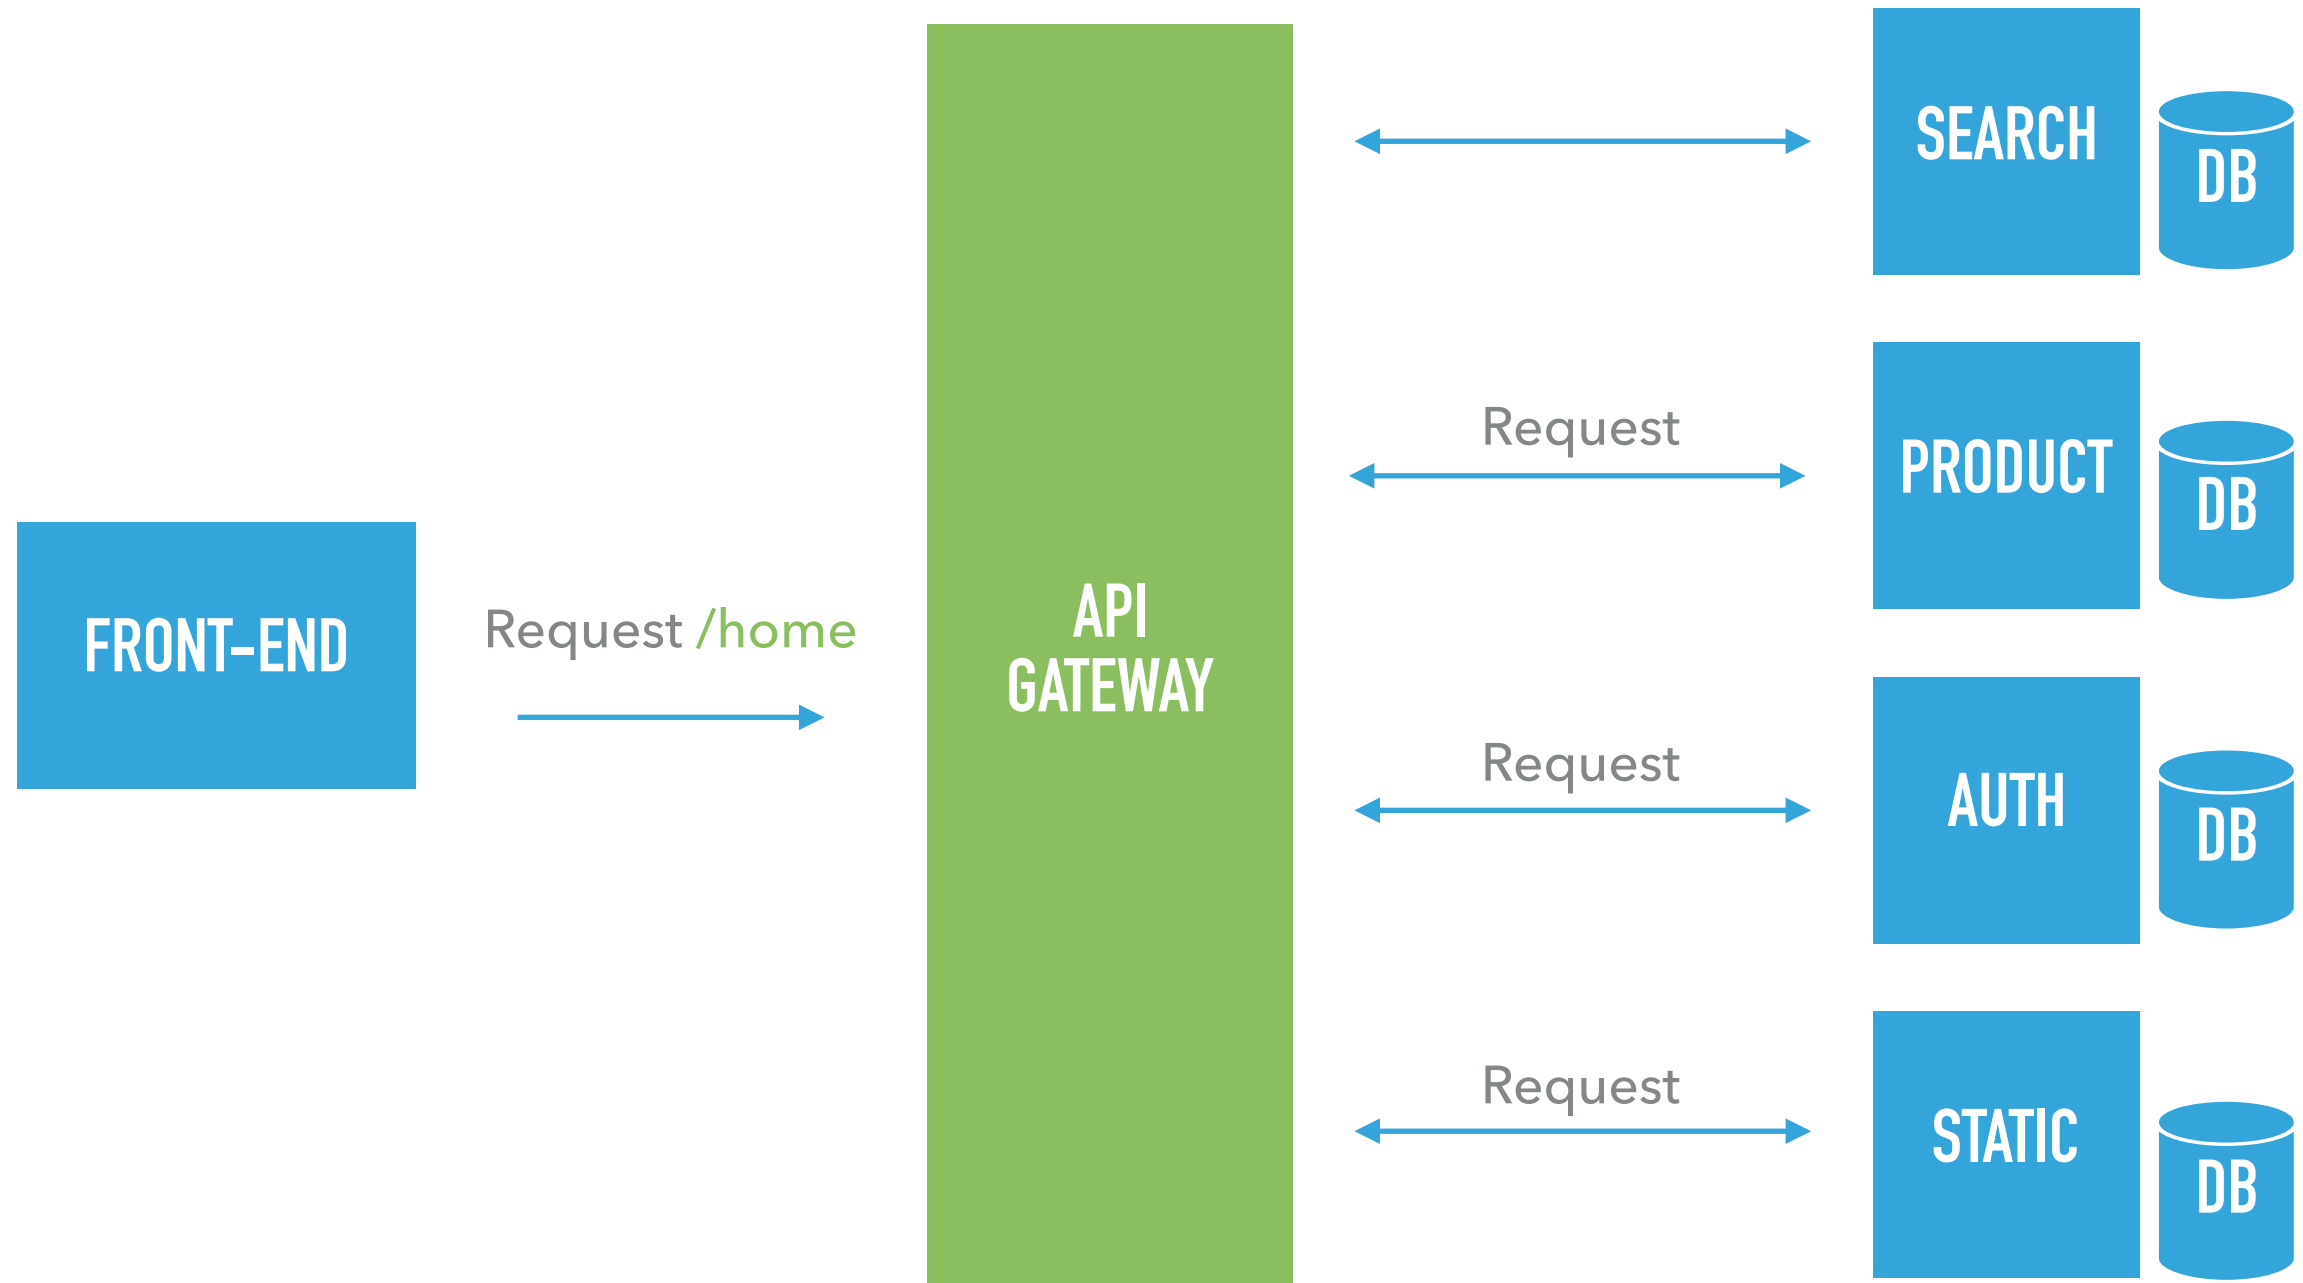 SEARCH
DB
Request
PRODUCT
DB
FRONT-END
Request /home
API
GATEWAY
Request
AUTH
DB
Request
STATIC
DB